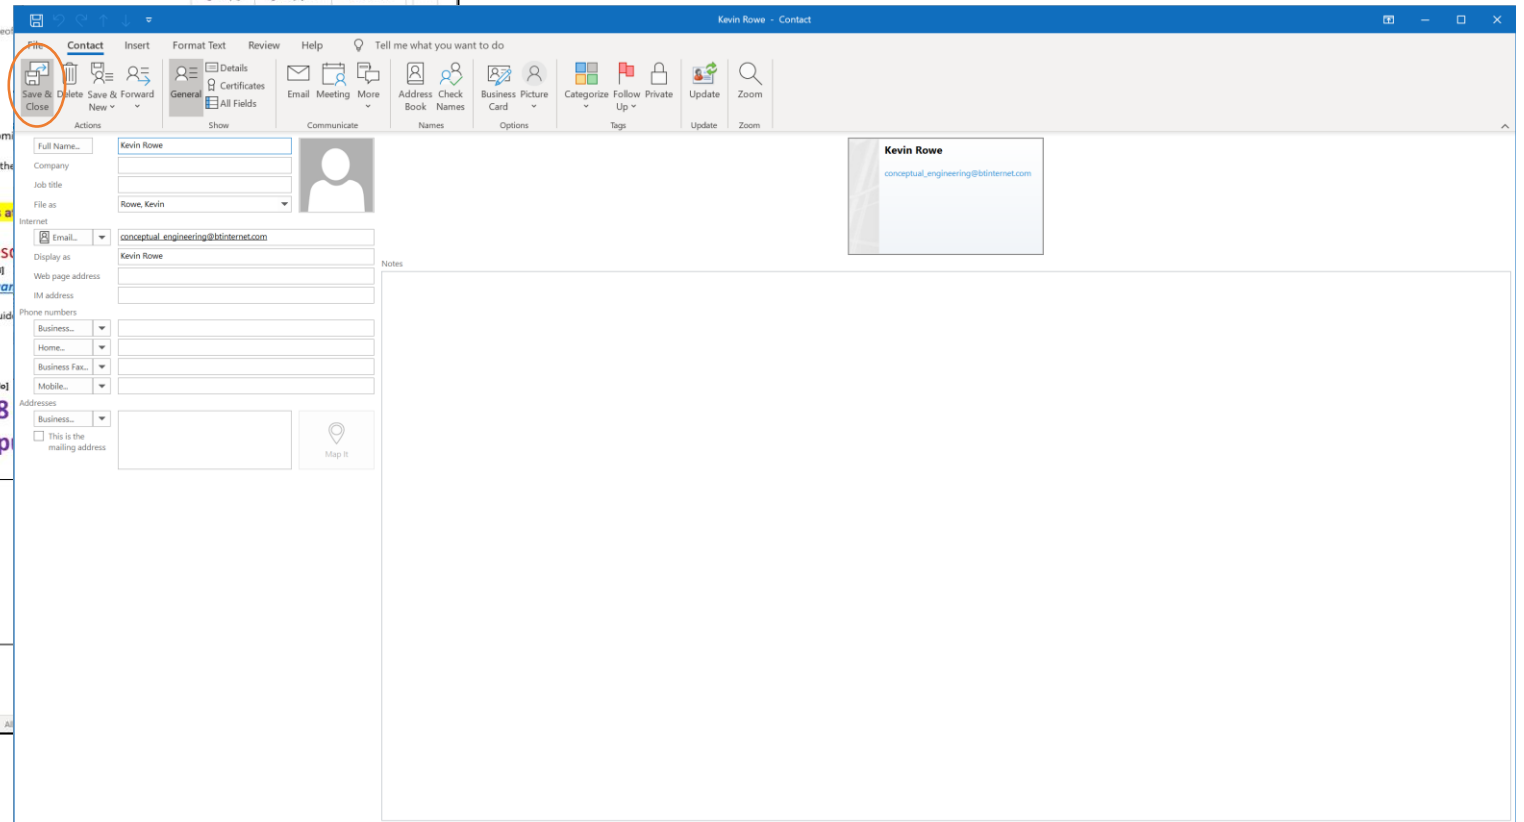 Kevin Rowe - Contact
File Contact Insert Format Text Review Help Tell me what you want to do
Save & Close
Delete
Save & New
Forward
General
Details
Certificates
All Fields
Email
Meeting
More
Address Book
Check Names
Business Card
Picture
Categorize
Follow Up
Private
Update
Zoom
Actions Show Communicate Names Options Tags Update Zoom
Full Name... Kevin Rowe
Company
Job title
File as Rowe, Kevin
Internet
Email... conceptual_engineering@btinternet.com
Display as Kevin Rowe
Web page address
IM address
Phone numbers
Business...
Home...
Business Fax...
Mobile...
Addresses
Business...
This is the
mailing address
Map It
Kevin Rowe
conceptual_engineering@btinternet.com
Notes